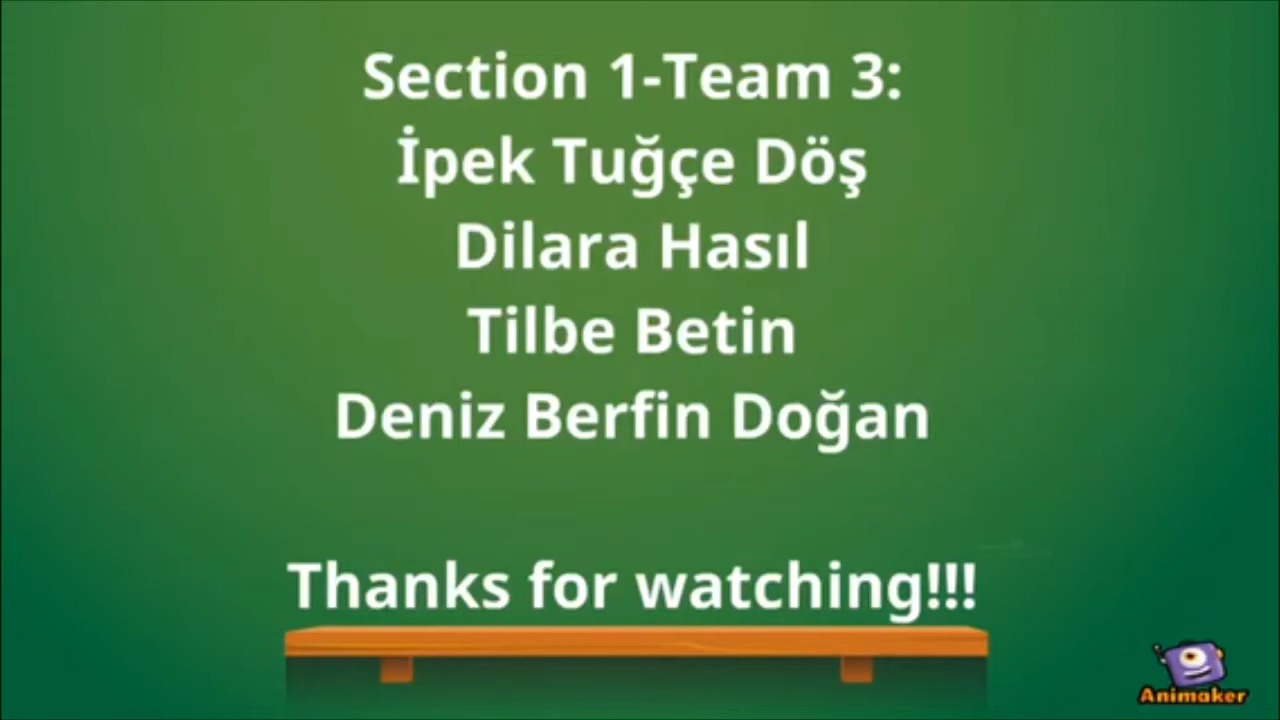 Section 1-Team 3:
İpek Tuğçe Döş
Dilara Hasıl
Tilbe Betin
Deniz Berfin Doğan
Thanks for watching!!!
Animaker